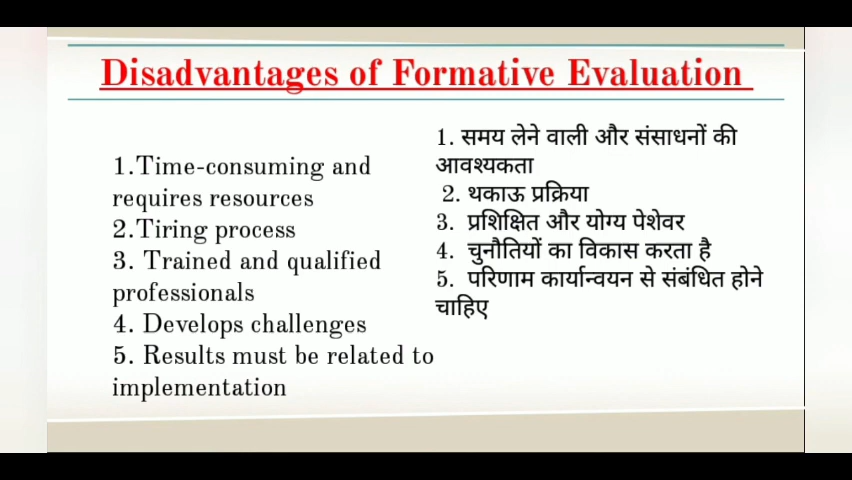 Disadvantages of Formative Evaluation
1.Time-consuming and
requires resources
2.Tiring process
3. Trained and qualified
professionals
4. Develops challenges
5. Results must be related to
implementation
1. समय लेने वाली और संसाधनों की
आवश्यकता
2. थकाऊ प्रक्रिया
3. प्रशिक्षित और योग्य पेशेवर
4. चुनौतियों का विकास करता है
5. परिणाम कार्यान्वयन से संबंधित होने
चाहिए